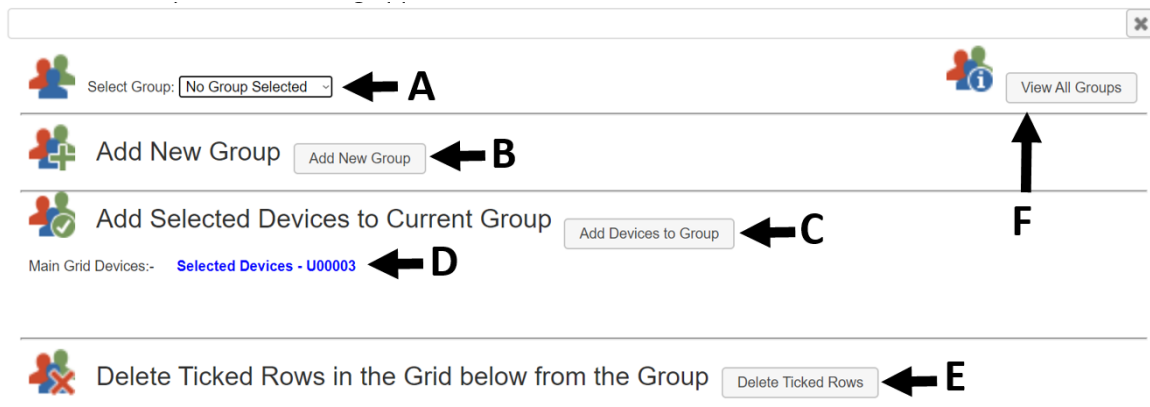 Select Group: No Group Selected A
View All Groups
Add New Group Add New Group B
Add Selected Devices to Current Group Add Devices to Group C
F
Main Grid Devices:- Selected Devices - U00003 D
Delete Ticked Rows in the Grid below from the Group Delete Ticked Rows E